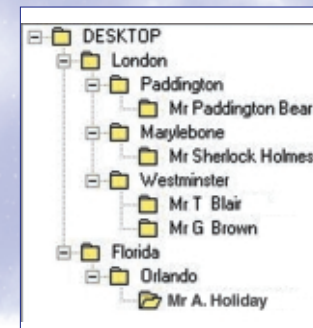 DESKTOP
London
Paddington
Mr Paddington Bear
Marylebone
Mr Sherlock Holmes
Westminster
Mr T Blair
Mr G Brown
Florida
Orlando
Mr A. Holiday